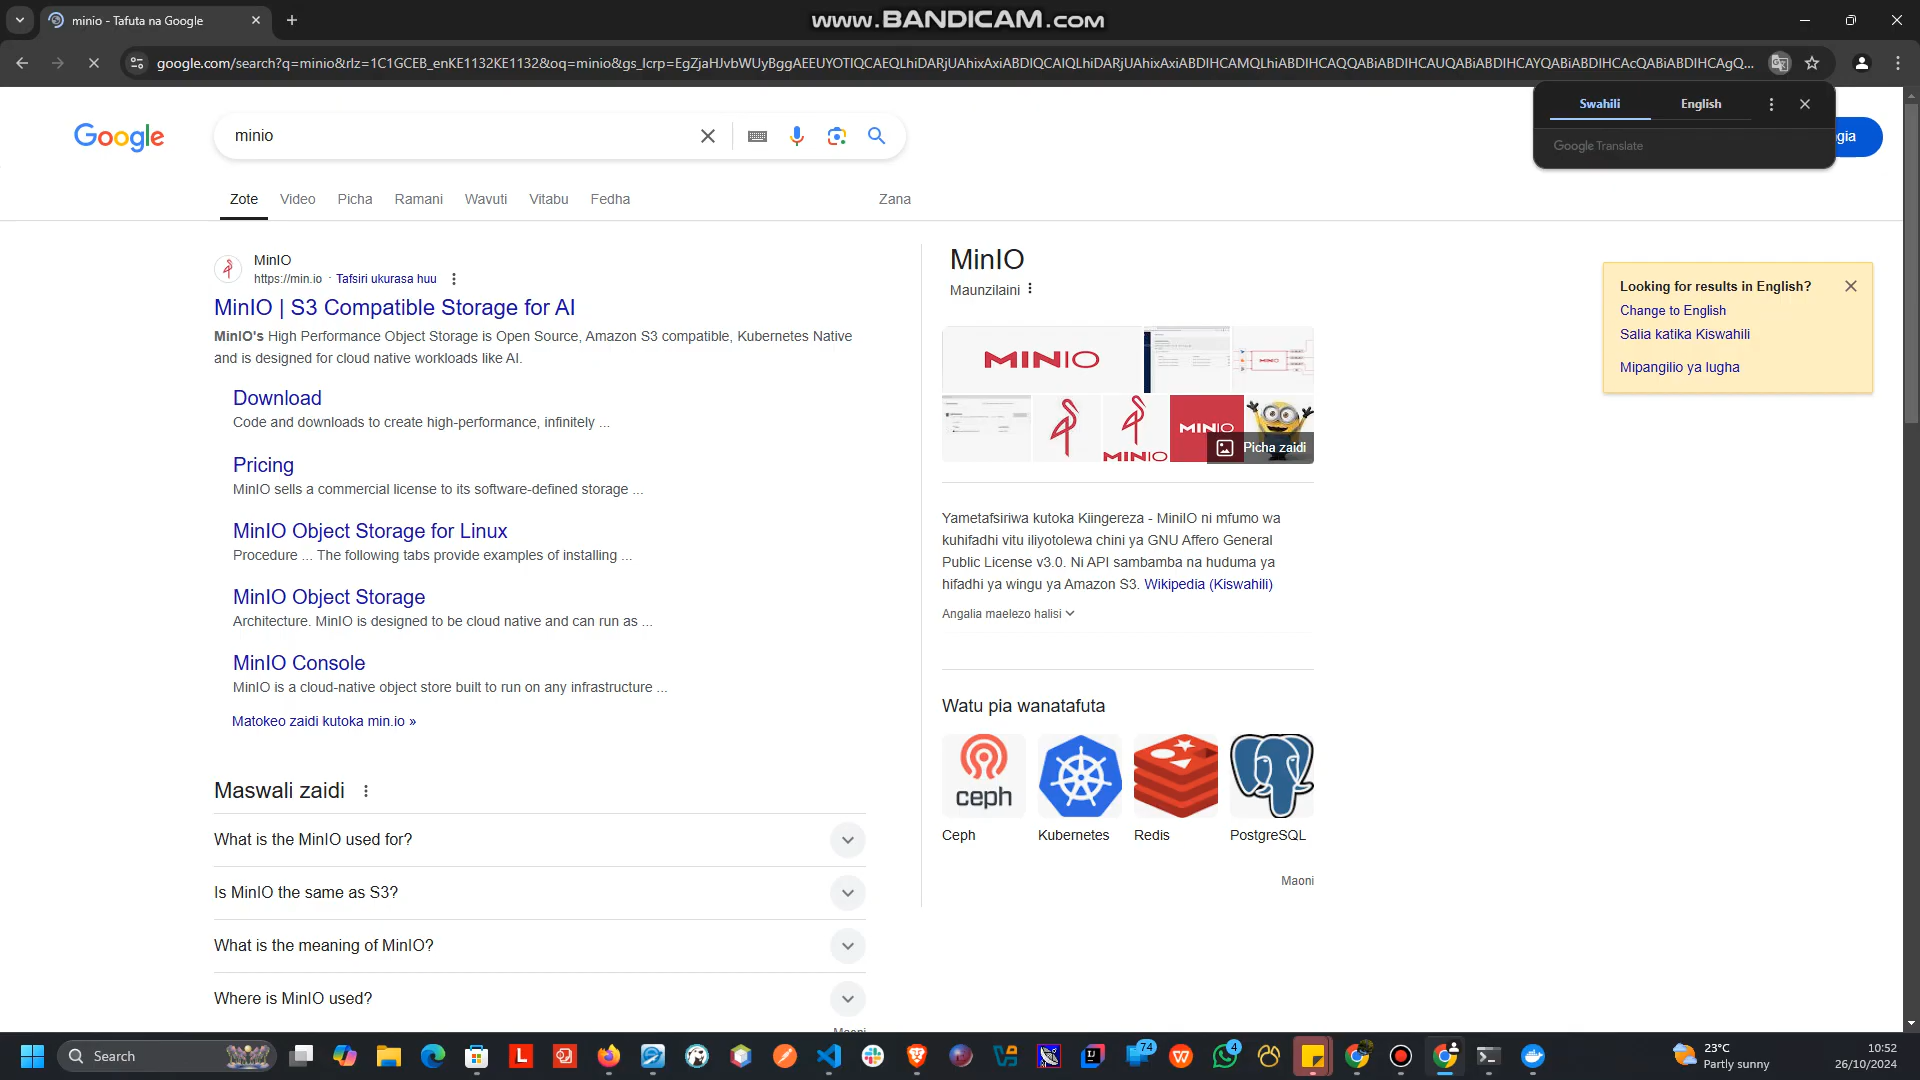 minio - Tafuta na Google
www.BANDICAM.com
google.com/search?q=minio&rlz=1C1GCEB_enKE1132KE1132&oq=minio&gs_lcrp=EgZjaHJvbWUyBggAEEUYOTIQCAEQLhiDARjUAhixAxiABDIQCAIQLhiDARjUAhixAxiABDIHCAMQLhiABDIHCAQQABiABDIHCAUQABiABDIHCAYQABiABDIHCAcQABiABDIHCAgQ...
Swahili
English
Google Translate
Google
minio
gia
Zote
Video
Picha
Ramani
Wavuti
Vitabu
Fedha
Zana
MinIO
https://min.io · Tafsiri ukurasa huu
MinIO | S3 Compatible Storage for AI
MinIO's High Performance Object Storage is Open Source, Amazon S3 compatible, Kubernetes Native
and is designed for cloud native workloads like AI.
Download
Code and downloads to create high-performance, infinitely ...
Pricing
MinIO sells a commercial license to its software-defined storage ...
MinIO Object Storage for Linux
Procedure ... The following tabs provide examples of installing ...
MinIO Object Storage
Architecture. MinIO is designed to be cloud native and can run as ...
MinIO Console
MinIO is a cloud-native object store built to run on any infrastructure ...
Matokeo zaidi kutoka min.io »
Maswali zaidi
What is the MinIO used for?
Is MinIO the same as S3?
What is the meaning of MinIO?
Where is MinIO used?
MinIO
Maunzilaini
MINIO
MINIO
MINIO
Picha zaidi
Yametafsiriwa kutoka Kiingereza - MiniIO ni mfumo wa
kuhifadhi vitu iliyotolewa chini ya GNU Affero General
Public License v3.0. Ni API sambamba na huduma ya
hifadhi ya wingu ya Amazon S3. Wikipedia (Kiswahili)
Angalia maelezo halisi
Watu pia wanatafuta
ceph
Ceph
Kubernetes
Redis
PostgreSQL
Maoni
Looking for results in English?
Change to English
Salia katika Kiswahili
Mipangilio ya lugha
Search
74
4
23°C
Partly sunny
10:52
26/10/2024